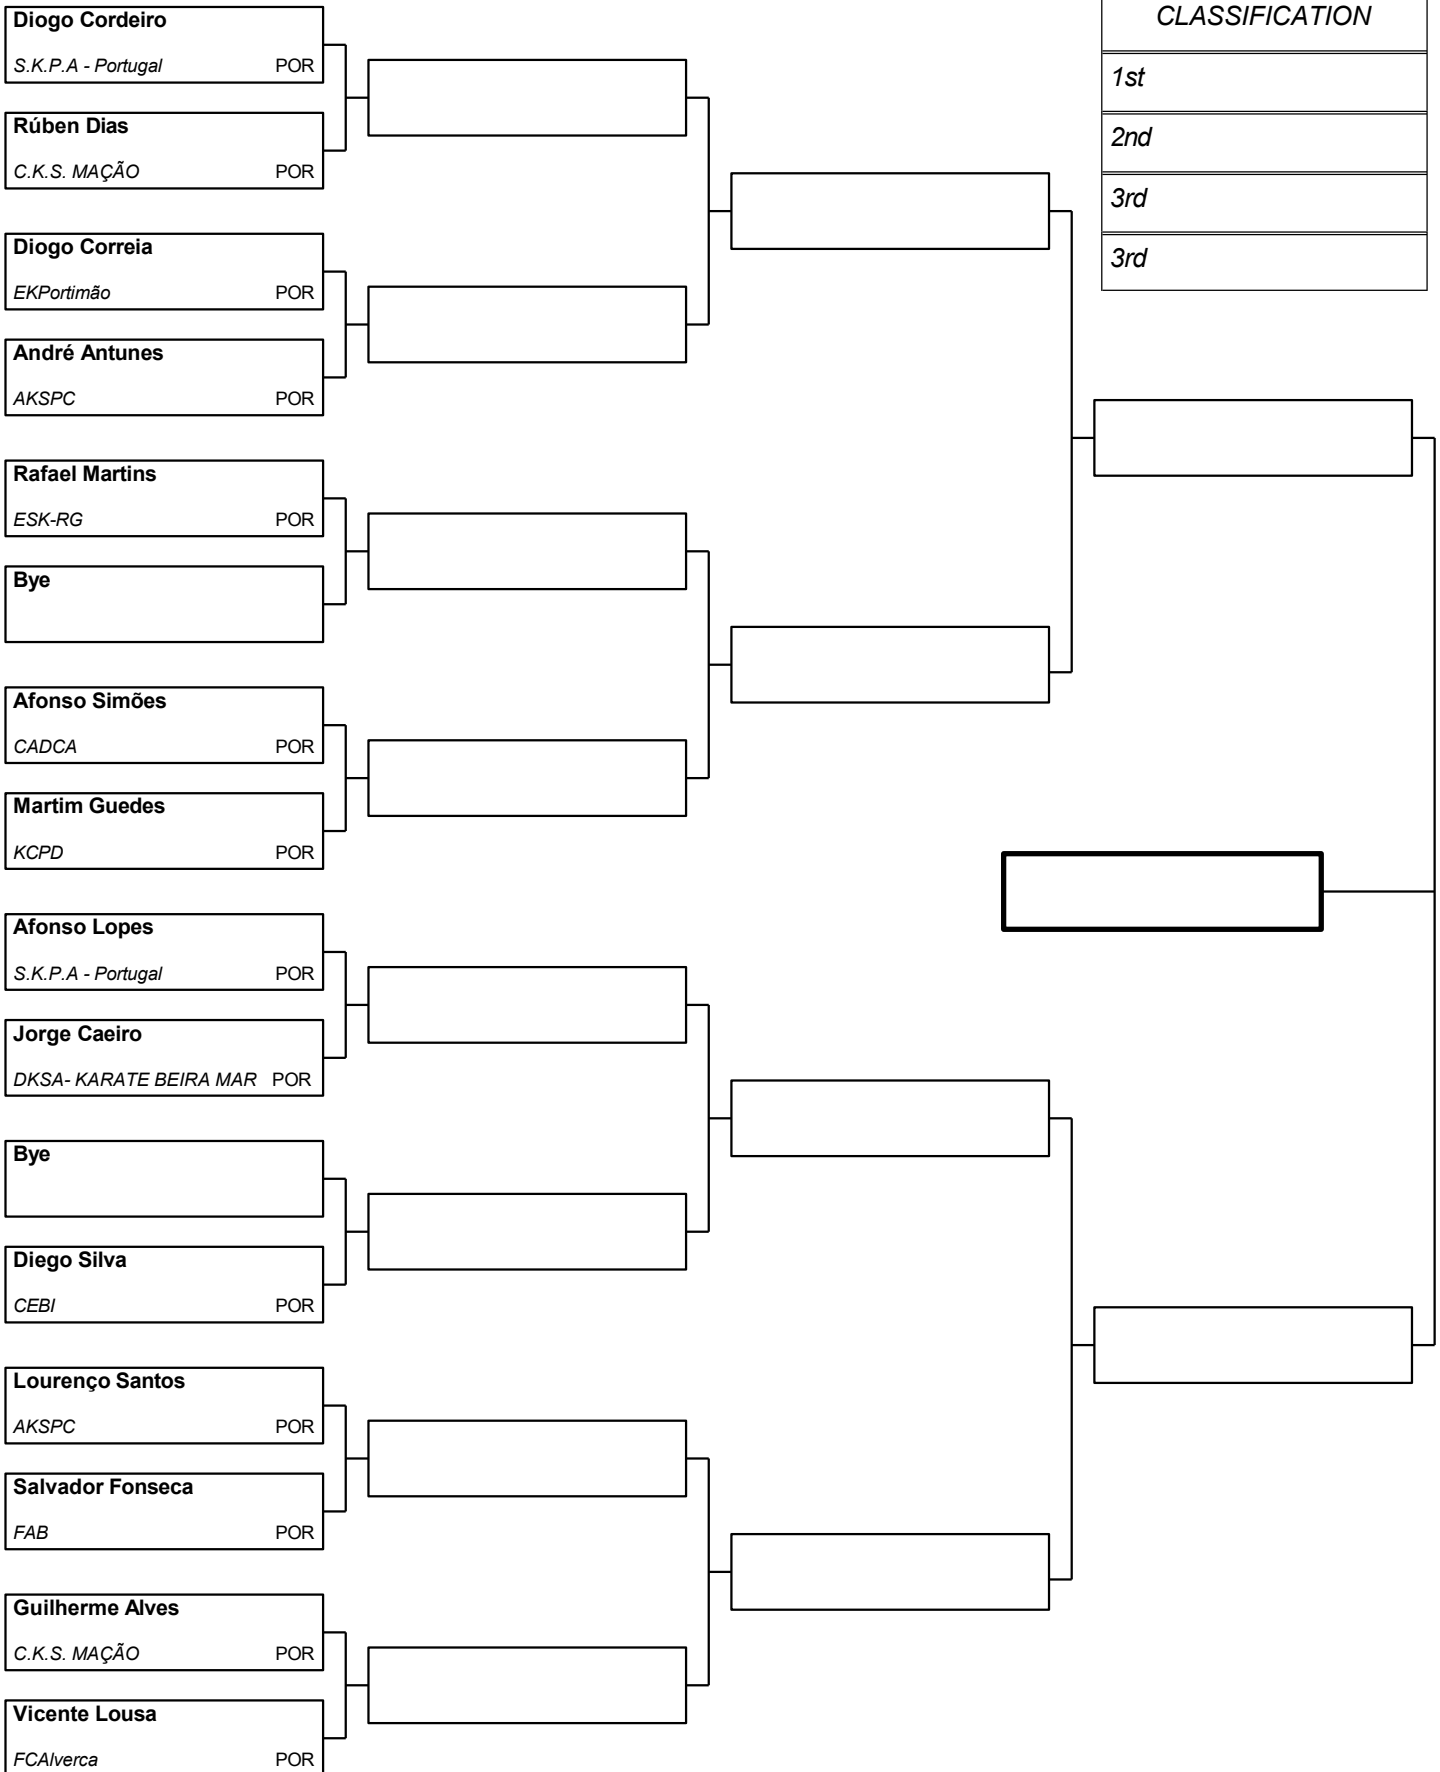 Diogo Cordeiro
S.K.P.A - Portugal POR
Rúben Dias
C.K.S. MAÇÃO POR
Diogo Correia
EKPortimão POR
André Antunes
AKSPC POR
Rafael Martins
ESK-RG POR
Bye
Afonso Simões
CADCA POR
Martim Guedes
KCPD POR
Afonso Lopes
S.K.P.A - Portugal POR
Jorge Caeiro
DKSA- KARATE BEIRA MAR POR
Bye
Diego Silva
CEBI POR
Lourenço Santos
AKSPC POR
Salvador Fonseca
FAB POR
Guilherme Alves
C.K.S. MAÇÃO POR
Vicente Lousa
FCAlverca POR
CLASSIFICATION
1st
2nd
3rd
3rd